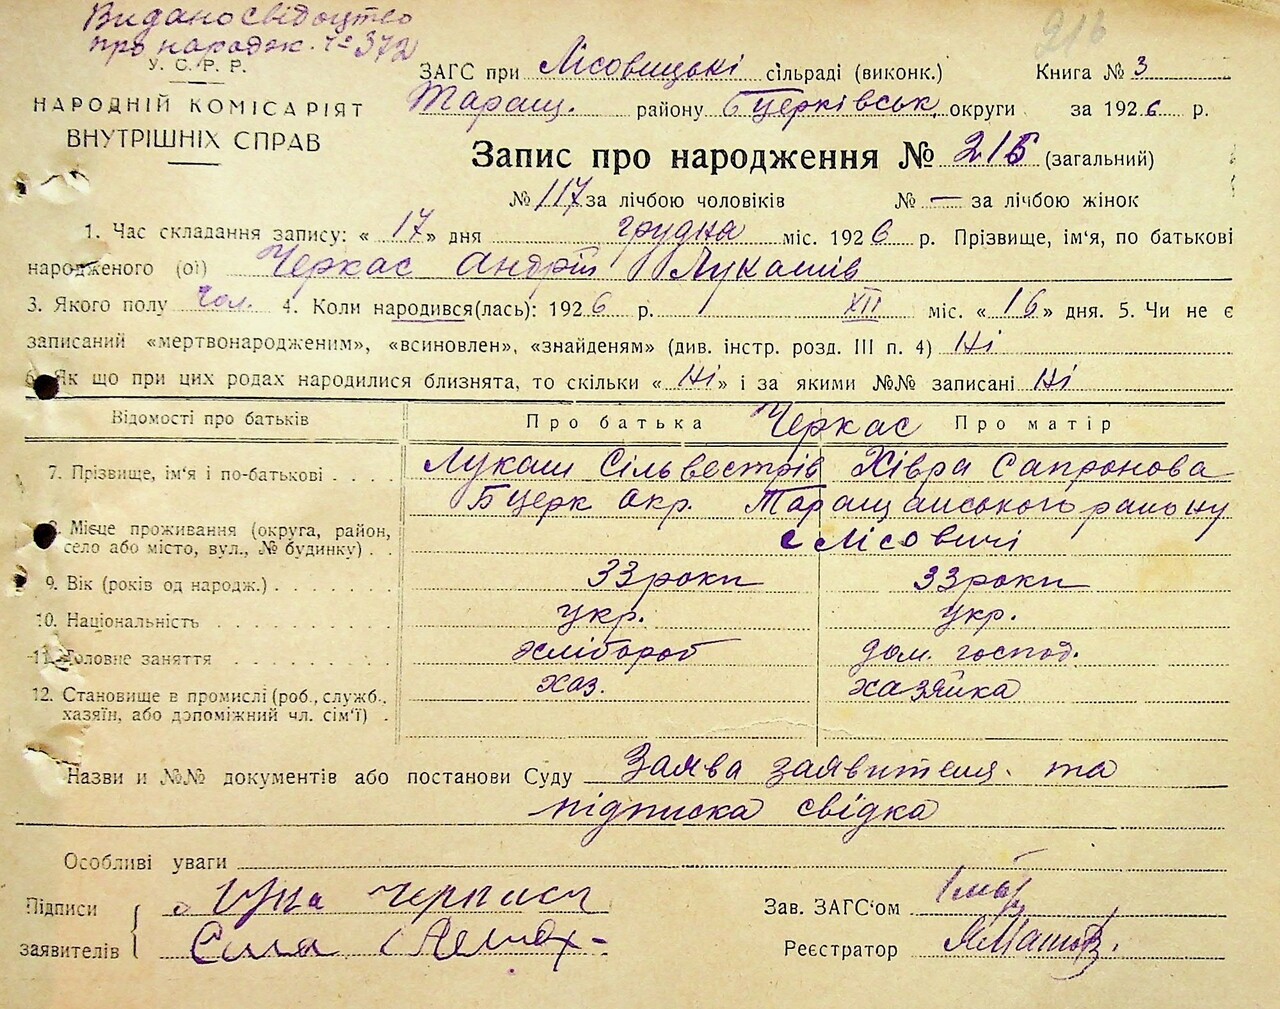 Видано свідоцтво
про народж. № 372
216
У. С. Р. Р.
НАРОДНІЙ КОМІСАРІЯТ
ВНУТРІШНІХ СПРАВ
ЗАГС при Лісовицькі сільраді (виконк.) Книга № 3
Таращ. району Бцерківськ. округи за 1926 р.
Запис про народження № 216 (загальний)
№ 117 за лічбою чоловіків № — за лічбою жінок
1. Час складання запису: « 17 » дня грудня міс. 1926 р. Прізвище, ім'я, по батькові
народженого (ої) Черкас Андрій Лукашів
3. Якого полу чол. 4. Коли народився(лась): 1926 р. XII міс. « 16 » дня. 5. Чи не є
записаний «мертвонародженим», «всиновлен», «знайденям» (див. інстр. розд. III п. 4) Ні
6. Як що при цих родах народилися близнята, то скільки « Ні » і за якими №№ записані Ні
Відомості про батьків Про батька Черкас Про матір
7. Прізвище, ім'я і по-батькові . . . . Лукаш Сільвестрів Хівря Сапронова
Бцерк окр. Таращанського району
8. Місце проживання (округа, район,
село або місто, вул., № будинку) . . с Лісовичі
9. Вік (років од народж.) . . . . . . . 33 роки 33 роки
10. Національність . . . . . . . . . укр. укр.
11. Головне заняття . . . . . . . . хлібороб дом. господ.
12. Становище в промислі (роб., служб., хаз. хазяйка
хазяїн, або допоміжний чл. сім'ї) .
Назви и №№ документів або постанови Суду Заява заявителя та
підписка свідка
Особливі уваги
Підписи
заявителів
Зав. ЗАГС'ом
Реєстратор